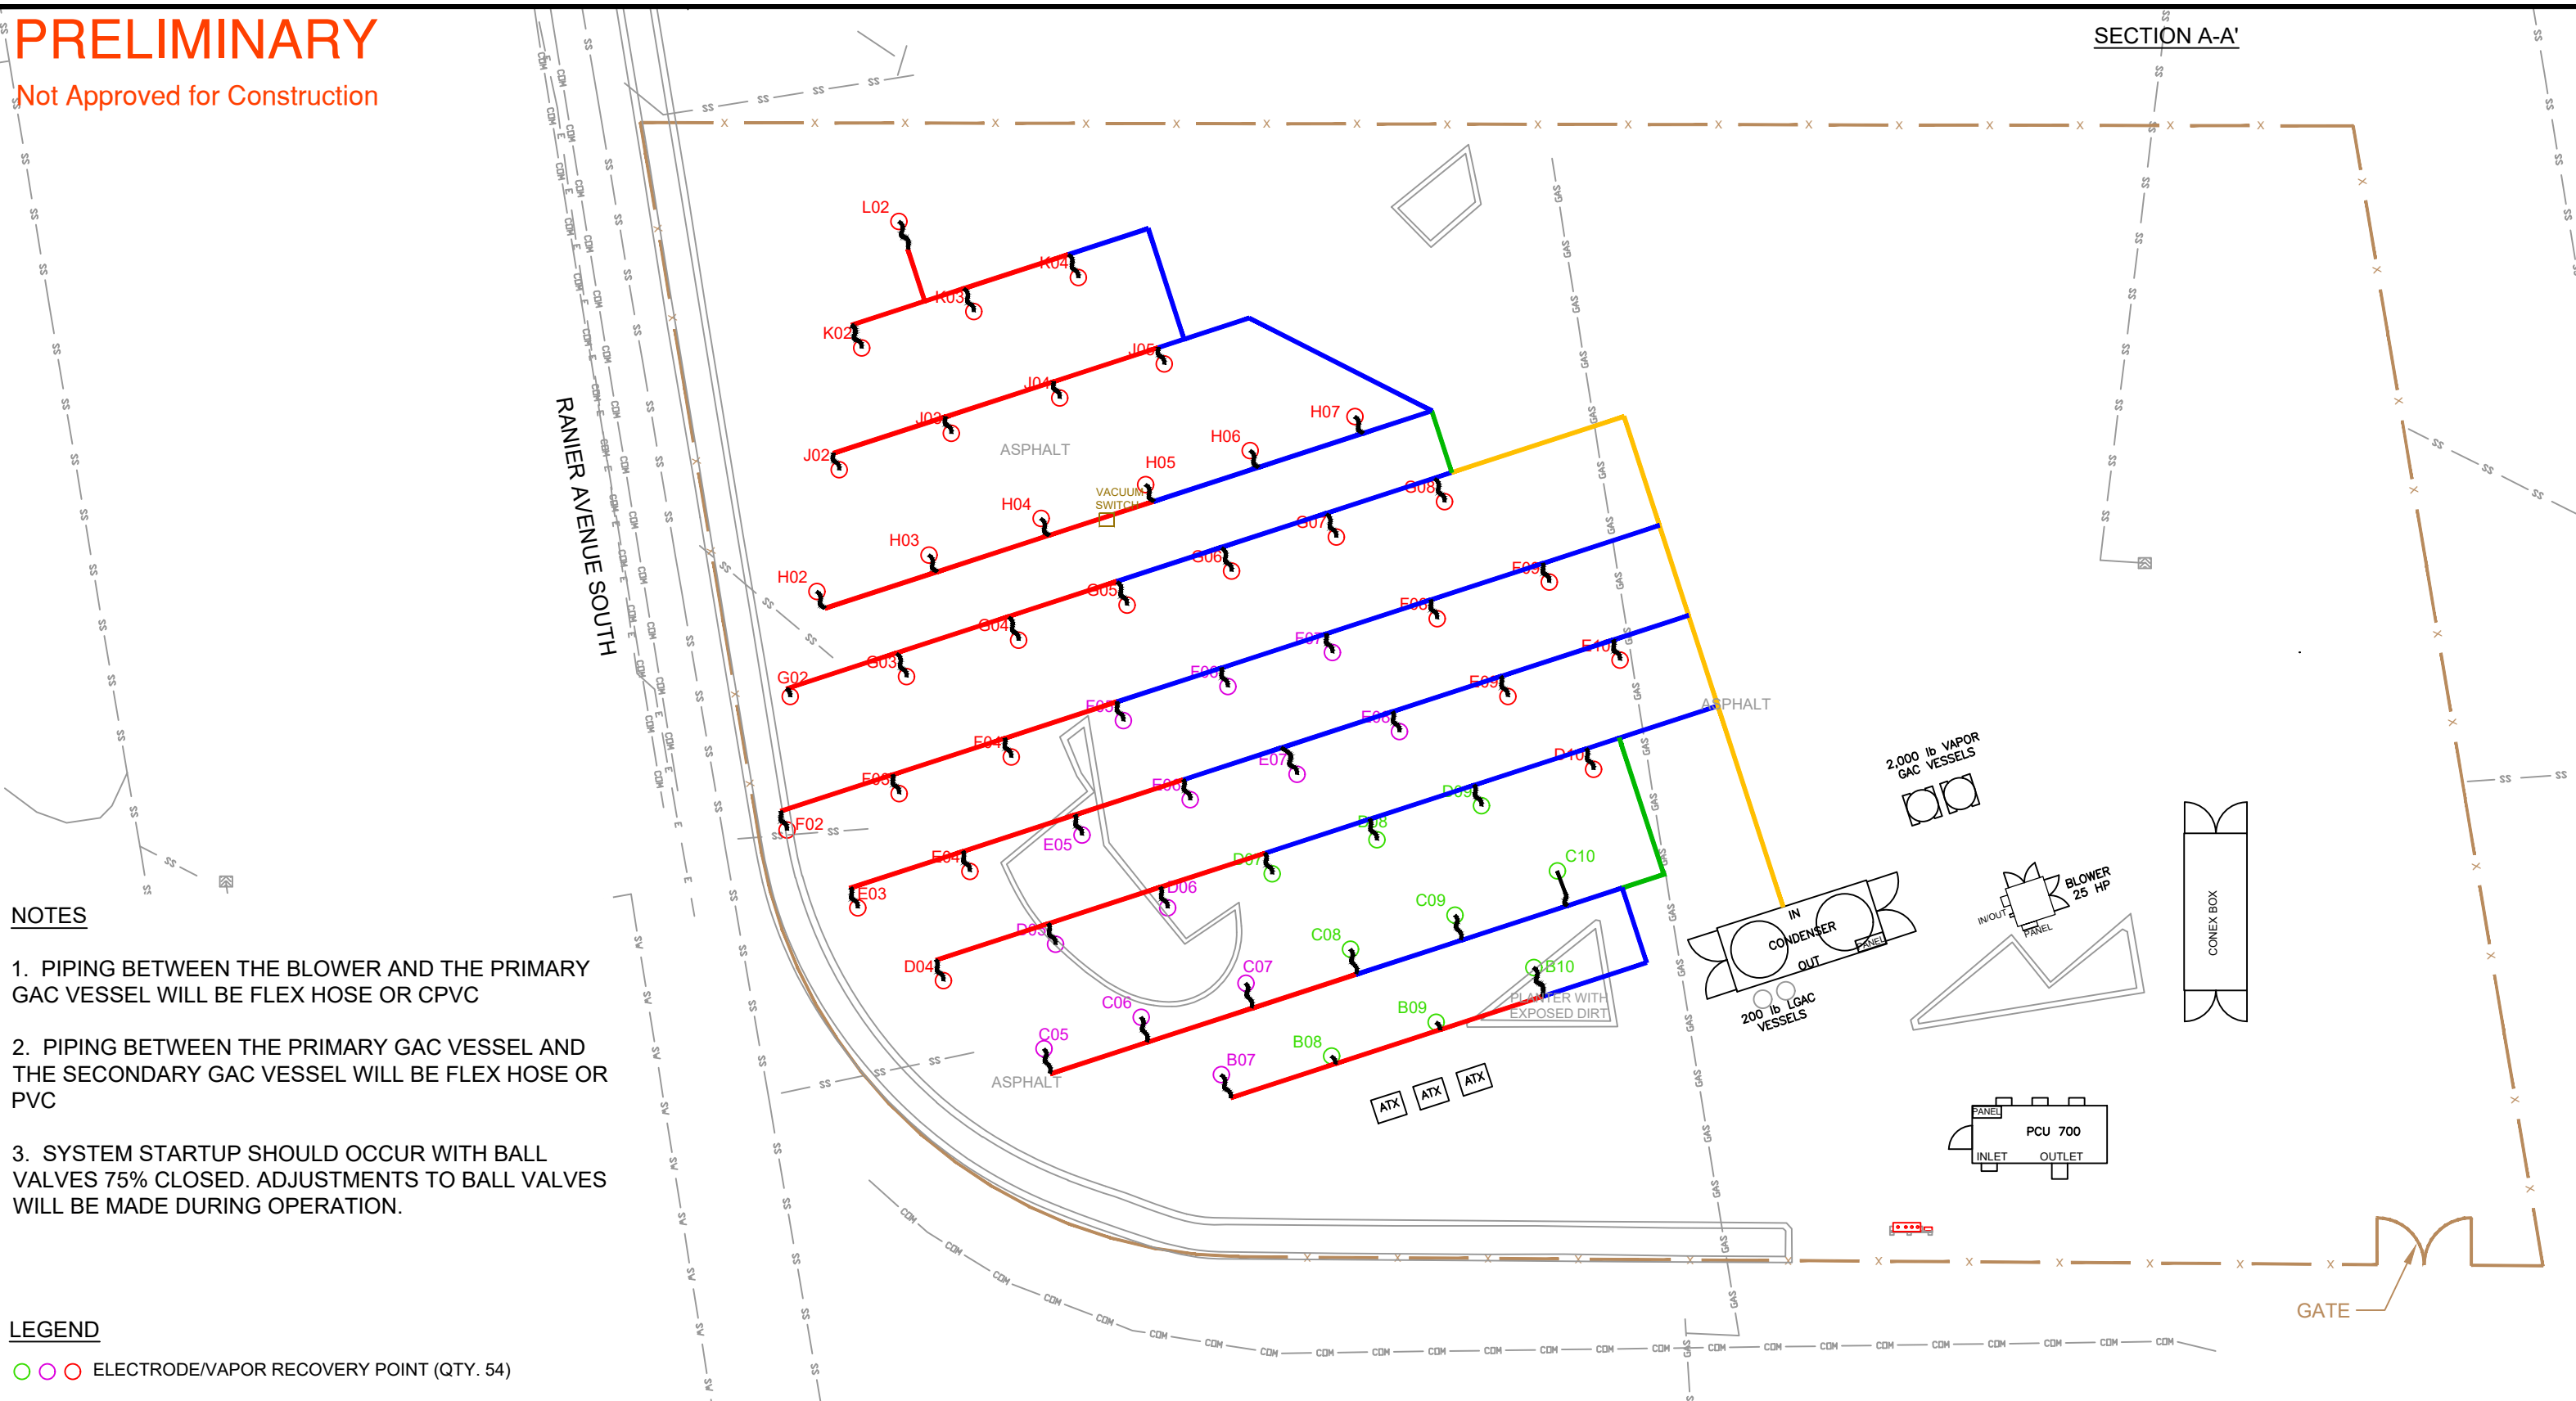 PRELIMINARY
Not Approved for Construction
SECTION A-A'
RANIER AVENUE SOUTH
L02
K04
K03
K02
J05
J04
J03
J02
ASPHALT
H07
H06
H05
VACUUM
SWITCH
H04
H03
H02
G08
G07
G06
G05
G04
G03
G02
F09
F08
F07
F06
F05
F04
F03
F02
E10
E09
E08
E07
E06
E05
E04
E03
ASPHALT
D10
D09
D08
D07
D06
D04
C10
C09
C08
C07
C06
C05
B10
B09
B08
B07
PLANTER WITH
EXPOSED DIRT
ASPHALT
ATX
ATX
ATX
2,000 lb VAPOR
GAC VESSELS
IN
CONDENSER
PANEL
OUT
200 lb LGAC
VESSELS
BLOWER
25 HP
IN/OUT
PANEL
CONEX BOX
PANEL
PCU 700
INLET
OUTLET
GATE
GAS
COM
SS
SS
E
X
NOTES
1. PIPING BETWEEN THE BLOWER AND THE PRIMARY
GAC VESSEL WILL BE FLEX HOSE OR CPVC
2. PIPING BETWEEN THE PRIMARY GAC VESSEL AND
THE SECONDARY GAC VESSEL WILL BE FLEX HOSE OR
PVC
3. SYSTEM STARTUP SHOULD OCCUR WITH BALL
VALVES 75% CLOSED. ADJUSTMENTS TO BALL VALVES
WILL BE MADE DURING OPERATION.
LEGEND
ELECTRODE/VAPOR RECOVERY POINT (QTY. 54)